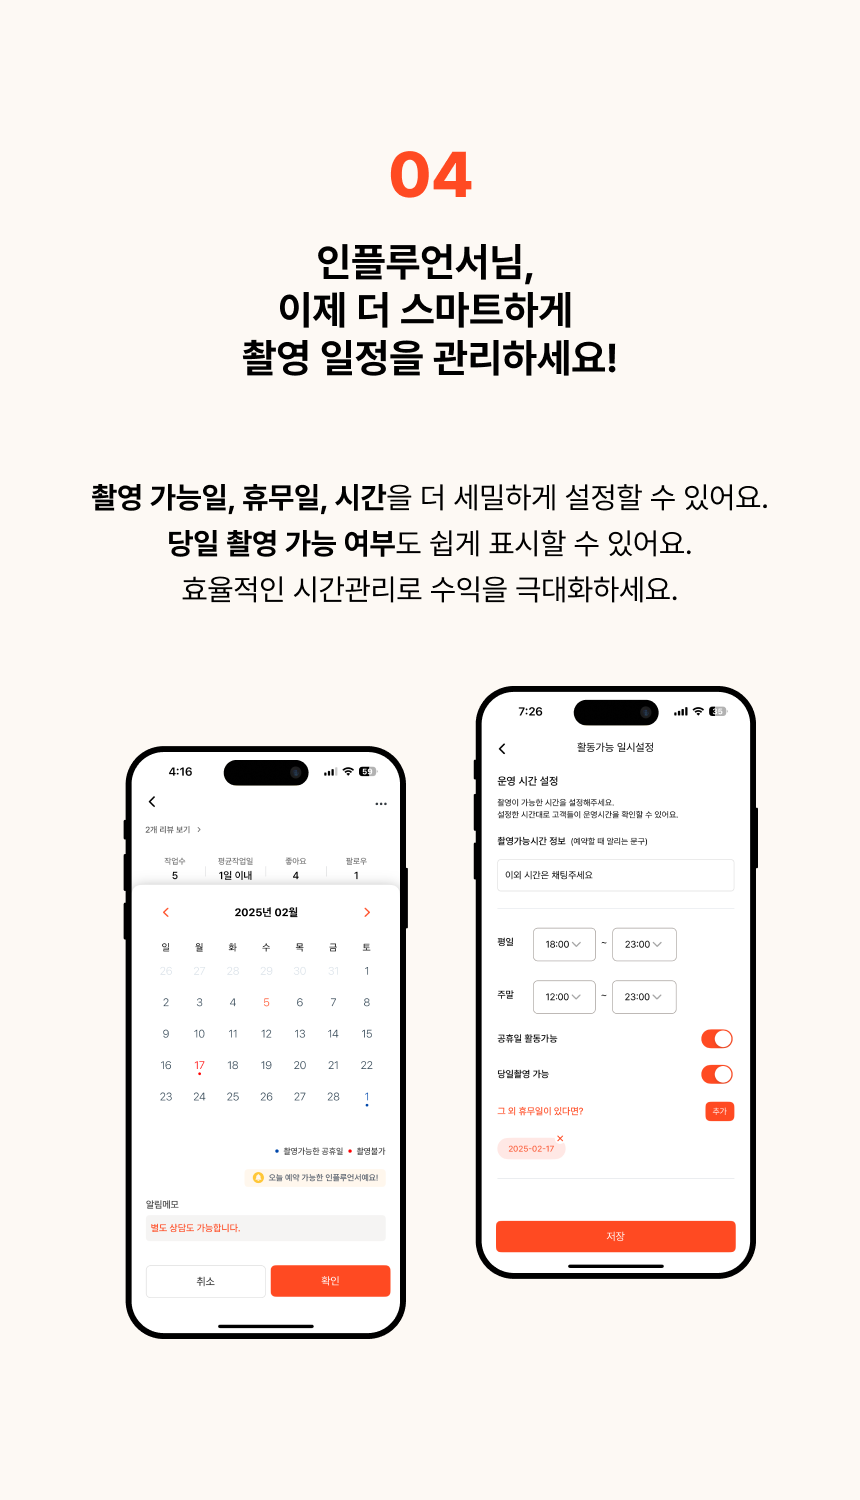 04
인플루언서님,
이제 더 스마트하게
촬영 일정을 관리하세요!
촬영 가능일, 휴무일, 시간을 더 세밀하게 설정할 수 있어요.
당일 촬영 가능 여부도 쉽게 표시할 수 있어요.
효율적인 시간관리로 수익을 극대화하세요.
4:16 59
2개 리뷰 보기 >
작업수 평균작업일 좋아요 팔로우
5 1일 이내 4 1
2025년 02월
일 월 화 수 목 금 토
26 27 28 29 30 31 1
2 3 4 5 6 7 8
9 10 11 12 13 14 15
16 17 18 19 20 21 22
23 24 25 26 27 28 1
• 촬영가능한 공휴일 • 촬영불가
오늘 예약 가능한 인플루언서예요!
알림메모
별도 상담도 가능합니다.
취소 확인
7:26 35
활동가능 일시설정
운영 시간 설정
촬영이 가능한 시간을 설정해주세요.
설정한 시간대로 고객들이 운영시간을 확인할 수 있어요.
촬영가능시간 정보 (예약할 때 알리는 문구)
이외 시간은 채팅주세요
평일 18:00 ~ 23:00
주말 12:00 ~ 23:00
공휴일 활동가능
당일촬영 가능
그 외 휴무일이 있다면? 추가
2025-02-17 ×
저장